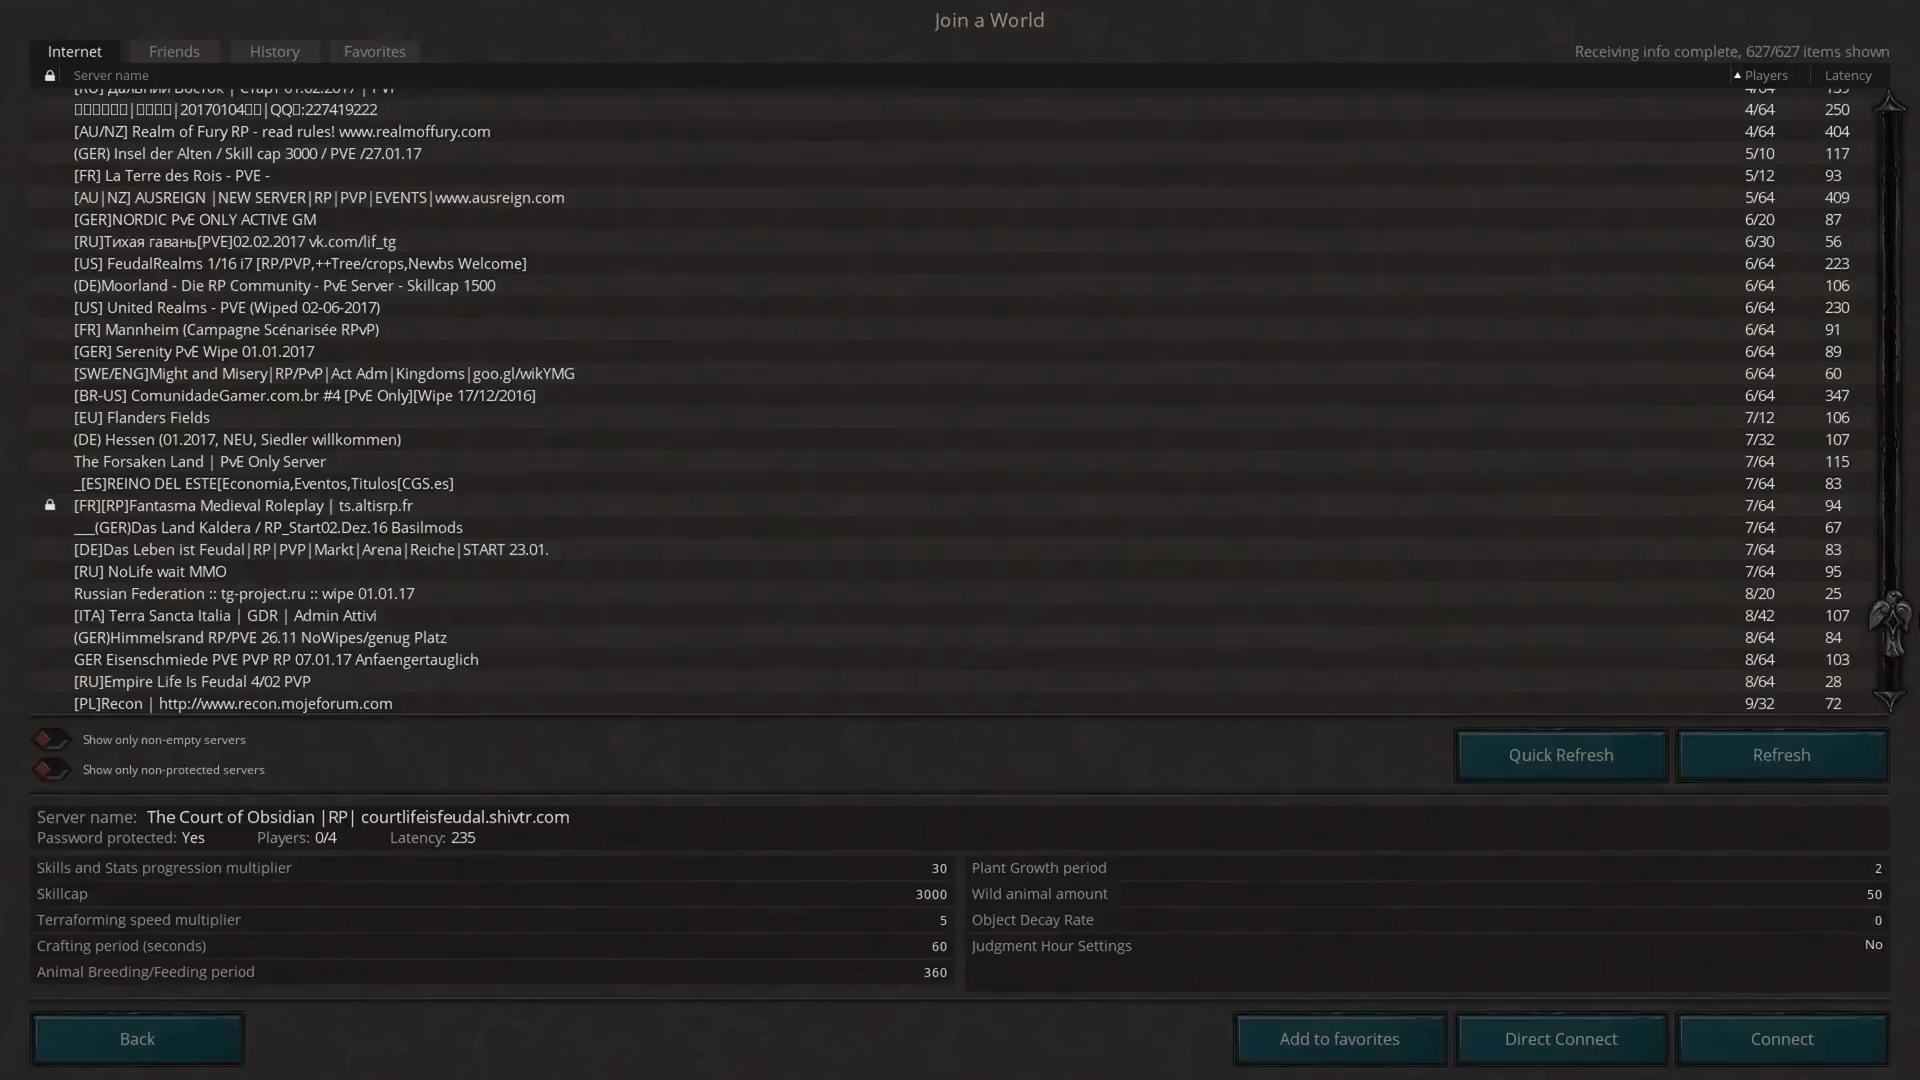 Join a World
Internet Friends History Favorites
Receiving info complete, 627/627 items shown
Server name Players Latency
[RU] Дальний Восток | Старт 01.02.2017 | PVP 4/64 139
|20170104 |QQ :227419222 4/64 250
[AU/NZ] Realm of Fury RP - read rules! www.realmoffury.com 4/64 404
(GER) Insel der Alten / Skill cap 3000 / PVE /27.01.17 5/10 117
[FR] La Terre des Rois - PVE - 5/12 93
[AU|NZ] AUSREIGN |NEW SERVER|RP|PVP|EVENTS|www.ausreign.com 5/64 409
[GER]NORDIC PvE ONLY ACTIVE GM 6/20 87
[RU]Тихая гавань[PVE]02.02.2017 vk.com/lif_tg 6/30 56
[US] FeudalRealms 1/16 i7 [RP/PVP,++Tree/crops,Newbs Welcome] 6/64 223
(DE)Moorland - Die RP Community - PvE Server - Skillcap 1500 6/64 106
[US] United Realms - PVE (Wiped 02-06-2017) 6/64 230
[FR] Mannheim (Campagne Scénarisée RPvP) 6/64 91
[GER] Serenity PvE Wipe 01.01.2017 6/64 89
[SWE/ENG]Might and Misery|RP/PvP|Act Adm|Kingdoms|goo.gl/wikYMG 6/64 60
[BR-US] ComunidadeGamer.com.br #4 [PvE Only][Wipe 17/12/2016] 6/64 347
[EU] Flanders Fields 7/12 106
(DE) Hessen (01.2017, NEU, Siedler willkommen) 7/32 107
The Forsaken Land | PvE Only Server 7/64 115
_[ES]REINO DEL ESTE[Economia,Eventos,Titulos[CGS.es] 7/64 83
[FR][RP]Fantasma Medieval Roleplay | ts.altisrp.fr 7/64 94
___(GER)Das Land Kaldera / RP_Start02.Dez.16 Basilmods 7/64 67
[DE]Das Leben ist Feudal|RP|PVP|Markt|Arena|Reiche|START 23.01. 7/64 83
[RU] NoLife wait MMO 7/64 95
Russian Federation :: tg-project.ru :: wipe 01.01.17 8/20 25
[ITA] Terra Sancta Italia | GDR | Admin Attivi 8/42 107
(GER)Himmelsrand RP/PVE 26.11 NoWipes/genug Platz 8/64 84
GER Eisenschmiede PVE PVP RP 07.01.17 Anfaengertauglich 8/64 103
[RU]Empire Life Is Feudal 4/02 PVP 8/64 28
[PL]Recon | http://www.recon.mojeforum.com 9/32 72
Show only non-empty servers
Show only non-protected servers
Quick Refresh Refresh
Server name: The Court of Obsidian |RP| courtlifeisfeudal.shivtr.com
Password protected: Yes Players: 0/4 Latency: 235
Skills and Stats progression multiplier 30
Skillcap 3000
Terraforming speed multiplier 5
Crafting period (seconds) 60
Animal Breeding/Feeding period 360
Plant Growth period 2
Wild animal amount 50
Object Decay Rate 0
Judgment Hour Settings No
Back Add to favorites Direct Connect Connect